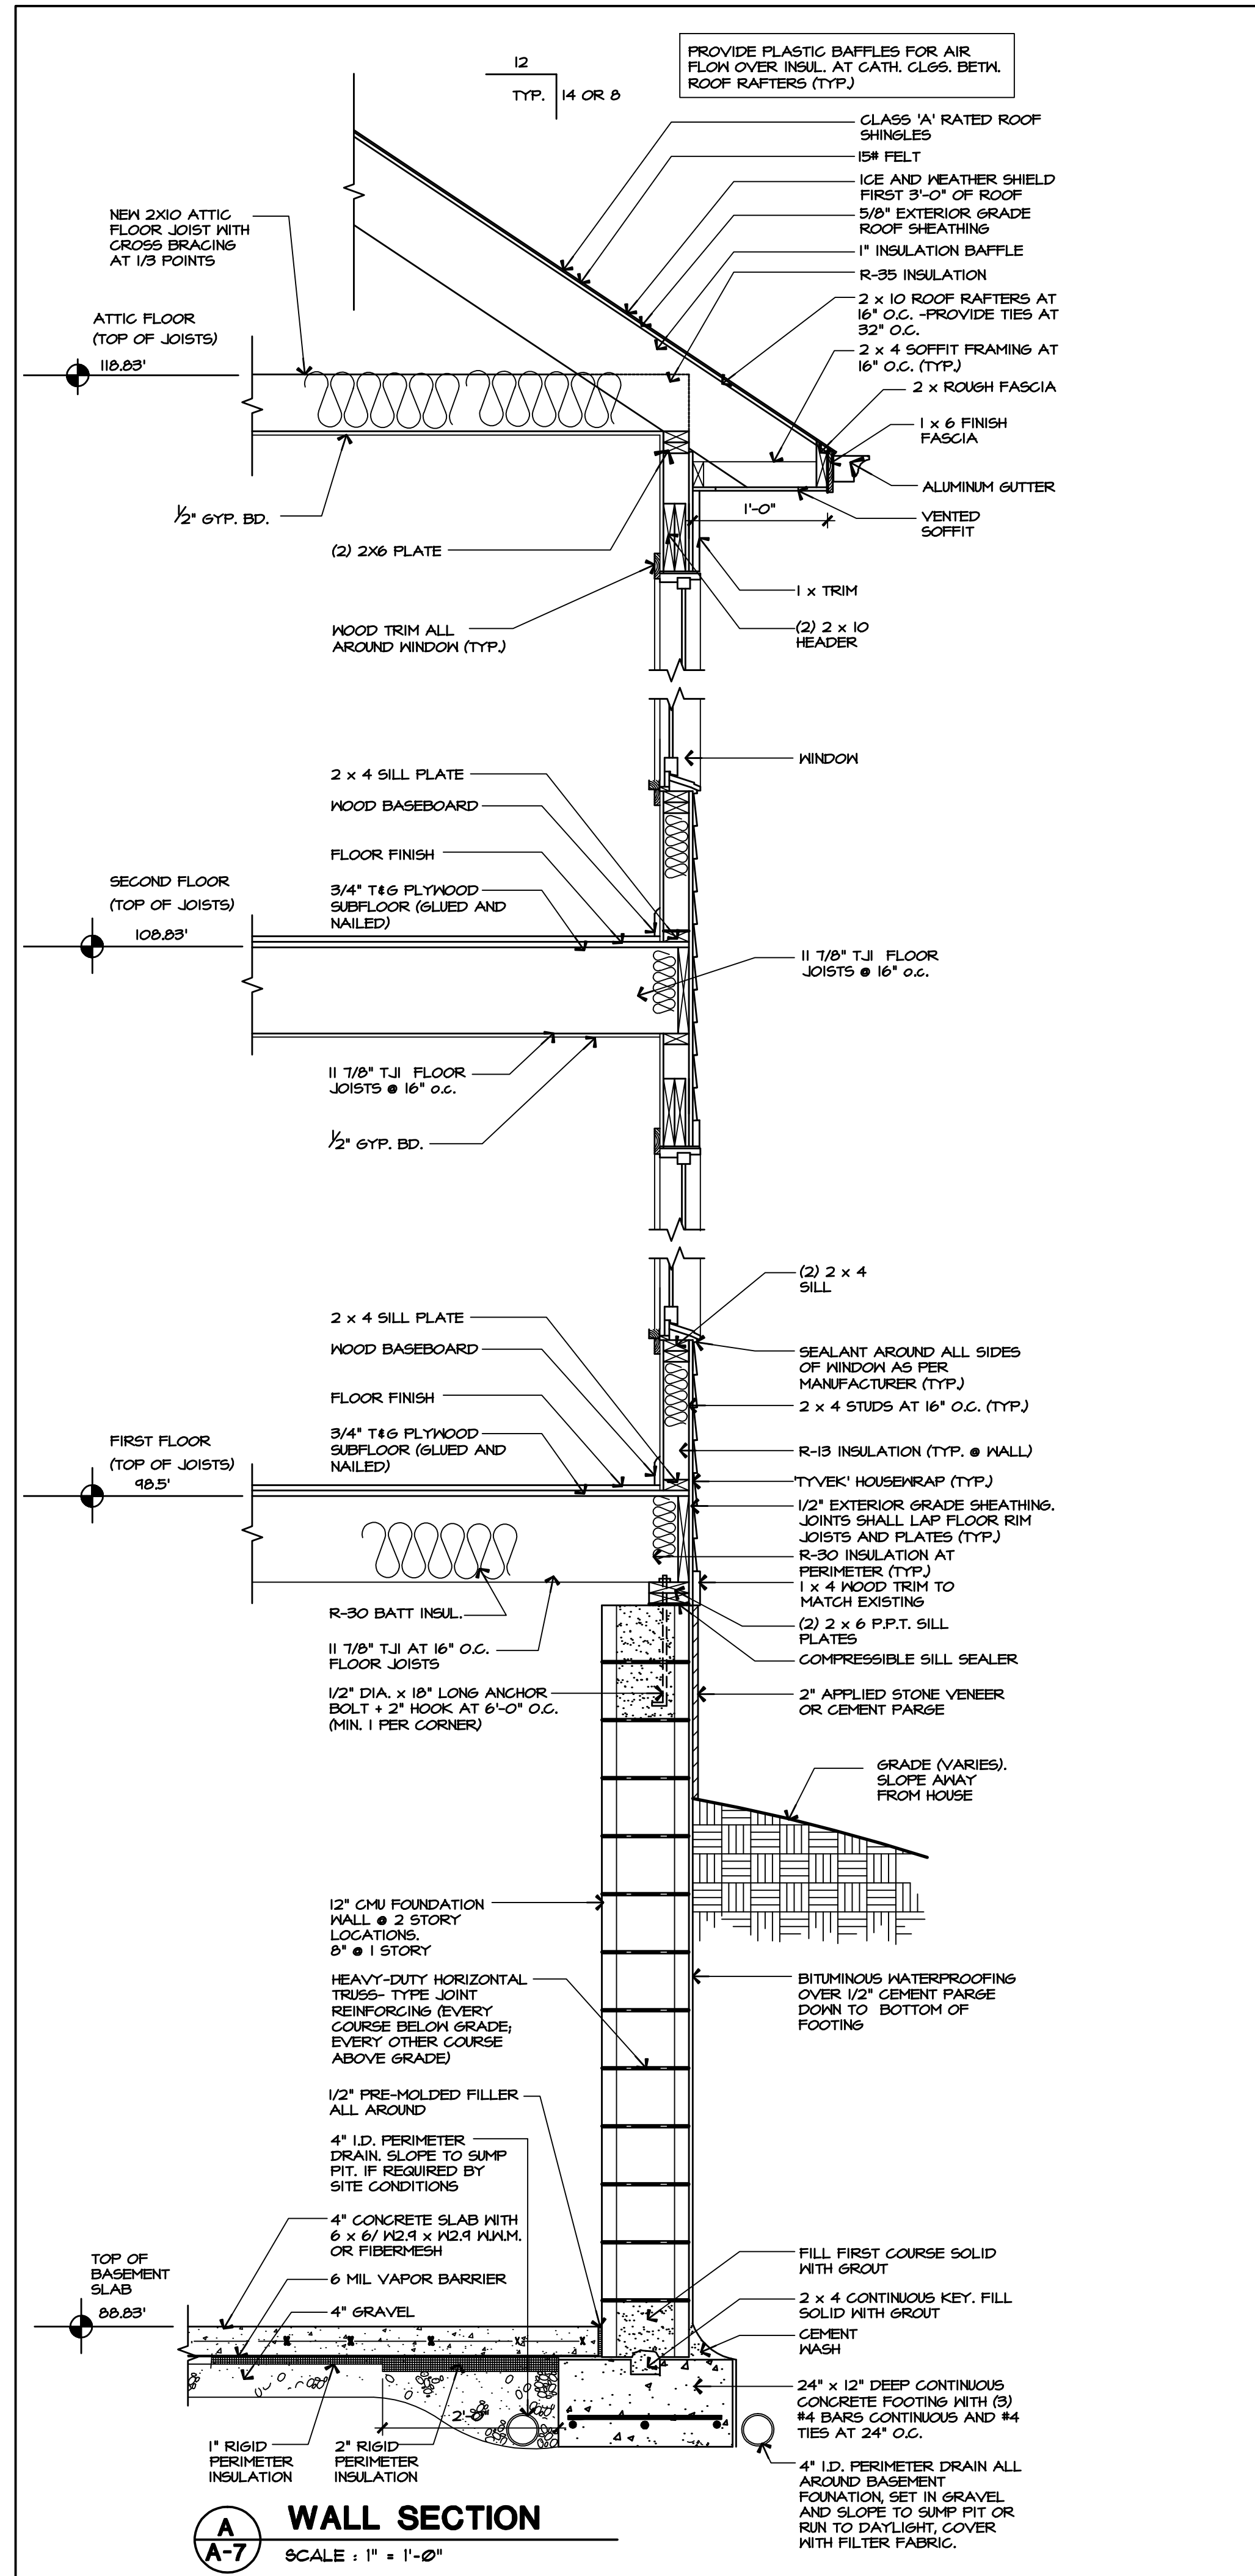 12
TYP. 14 OR 8
PROVIDE PLASTIC BAFFLES FOR AIR
FLOW OVER INSUL. AT CATH. CLGS. BETW.
ROOF RAFTERS (TYP.)
CLASS 'A' RATED ROOF
SHINGLES
15# FELT
ICE AND WEATHER SHIELD
FIRST 3'-0" OF ROOF
5/8" EXTERIOR GRADE
ROOF SHEATHING
1" INSULATION BAFFLE
R-35 INSULATION
2 x 10 ROOF RAFTERS AT
16" O.C. -PROVIDE TIES AT
32" O.C.
2 x 4 SOFFIT FRAMING AT
16" O.C. (TYP.)
2 x ROUGH FASCIA
1 x 6 FINISH
FASCIA
ALUMINUM GUTTER
VENTED
SOFFIT
1'-0"
1 x TRIM
(2) 2 x 10
HEADER
NEW 2X10 ATTIC
FLOOR JOIST WITH
CROSS BRACING
AT 1/3 POINTS
ATTIC FLOOR
(TOP OF JOISTS)
118.83'
1/2" GYP. BD.
(2) 2X6 PLATE
WOOD TRIM ALL
AROUND WINDOW (TYP.)
WINDOW
2 x 4 SILL PLATE
WOOD BASEBOARD
FLOOR FINISH
3/4" T&G PLYWOOD
SUBFLOOR (GLUED AND
NAILED)
SECOND FLOOR
(TOP OF JOISTS)
108.83'
11 7/8" TJI FLOOR
JOISTS @ 16" o.c.
11 7/8" TJI FLOOR
JOISTS @ 16" o.c.
1/2" GYP. BD.
(2) 2 x 4
SILL
2 x 4 SILL PLATE
WOOD BASEBOARD
FLOOR FINISH
3/4" T&G PLYWOOD
SUBFLOOR (GLUED AND
NAILED)
FIRST FLOOR
(TOP OF JOISTS)
98.5'
SEALANT AROUND ALL SIDES
OF WINDOW AS PER
MANUFACTURER (TYP.)
2 x 4 STUDS AT 16" O.C. (TYP.)
R-13 INSULATION (TYP. @ WALL)
'TYVEK' HOUSEWRAP (TYP.)
1/2" EXTERIOR GRADE SHEATHING.
JOINTS SHALL LAP FLOOR RIM
JOISTS AND PLATES (TYP.)
R-30 INSULATION AT
PERIMETER (TYP.)
1 x 4 WOOD TRIM TO
MATCH EXISTING
(2) 2 x 6 P.P.T. SILL
PLATES
COMPRESSIBLE SILL SEALER
2" APPLIED STONE VENEER
OR CEMENT PARGE
R-30 BATT INSUL.
11 7/8" TJI AT 16" O.C.
FLOOR JOISTS
1/2" DIA. x 18" LONG ANCHOR
BOLT + 2" HOOK AT 6'-0" O.C.
(MIN. 1 PER CORNER)
GRADE (VARIES).
SLOPE AWAY
FROM HOUSE
12" CMU FOUNDATION
WALL @ 2 STORY
LOCATIONS.
8" @ 1 STORY
HEAVY-DUTY HORIZONTAL
TRUSS- TYPE JOINT
REINFORCING (EVERY
COURSE BELOW GRADE;
EVERY OTHER COURSE
ABOVE GRADE)
BITUMINOUS WATERPROOFING
OVER 1/2" CEMENT PARGE
DOWN TO BOTTOM OF
FOOTING
1/2" PRE-MOLDED FILLER
ALL AROUND
4" I.D. PERIMETER
DRAIN. SLOPE TO SUMP
PIT. IF REQUIRED BY
SITE CONDITIONS
4" CONCRETE SLAB WITH
6 x 6/ W2.9 x W2.9 W.W.M.
OR FIBERMESH
6 MIL VAPOR BARRIER
4" GRAVEL
TOP OF
BASEMENT
SLAB
88.83'
FILL FIRST COURSE SOLID
WITH GROUT
2 x 4 CONTINUOUS KEY. FILL
SOLID WITH GROUT
CEMENT
WASH
24" x 12" DEEP CONTINUOUS
CONCRETE FOOTING WITH (3)
#4 BARS CONTINUOUS AND #4
TIES AT 24" O.C.
2'-0"
1" RIGID
PERIMETER
INSULATION
2" RIGID
PERIMETER
INSULATION
4" I.D. PERIMETER DRAIN ALL
AROUND BASEMENT
FOUNATION, SET IN GRAVEL
AND SLOPE TO SUMP PIT OR
RUN TO DAYLIGHT, COVER
WITH FILTER FABRIC.
A
A-7
WALL SECTION
SCALE : 1" = 1'-0"